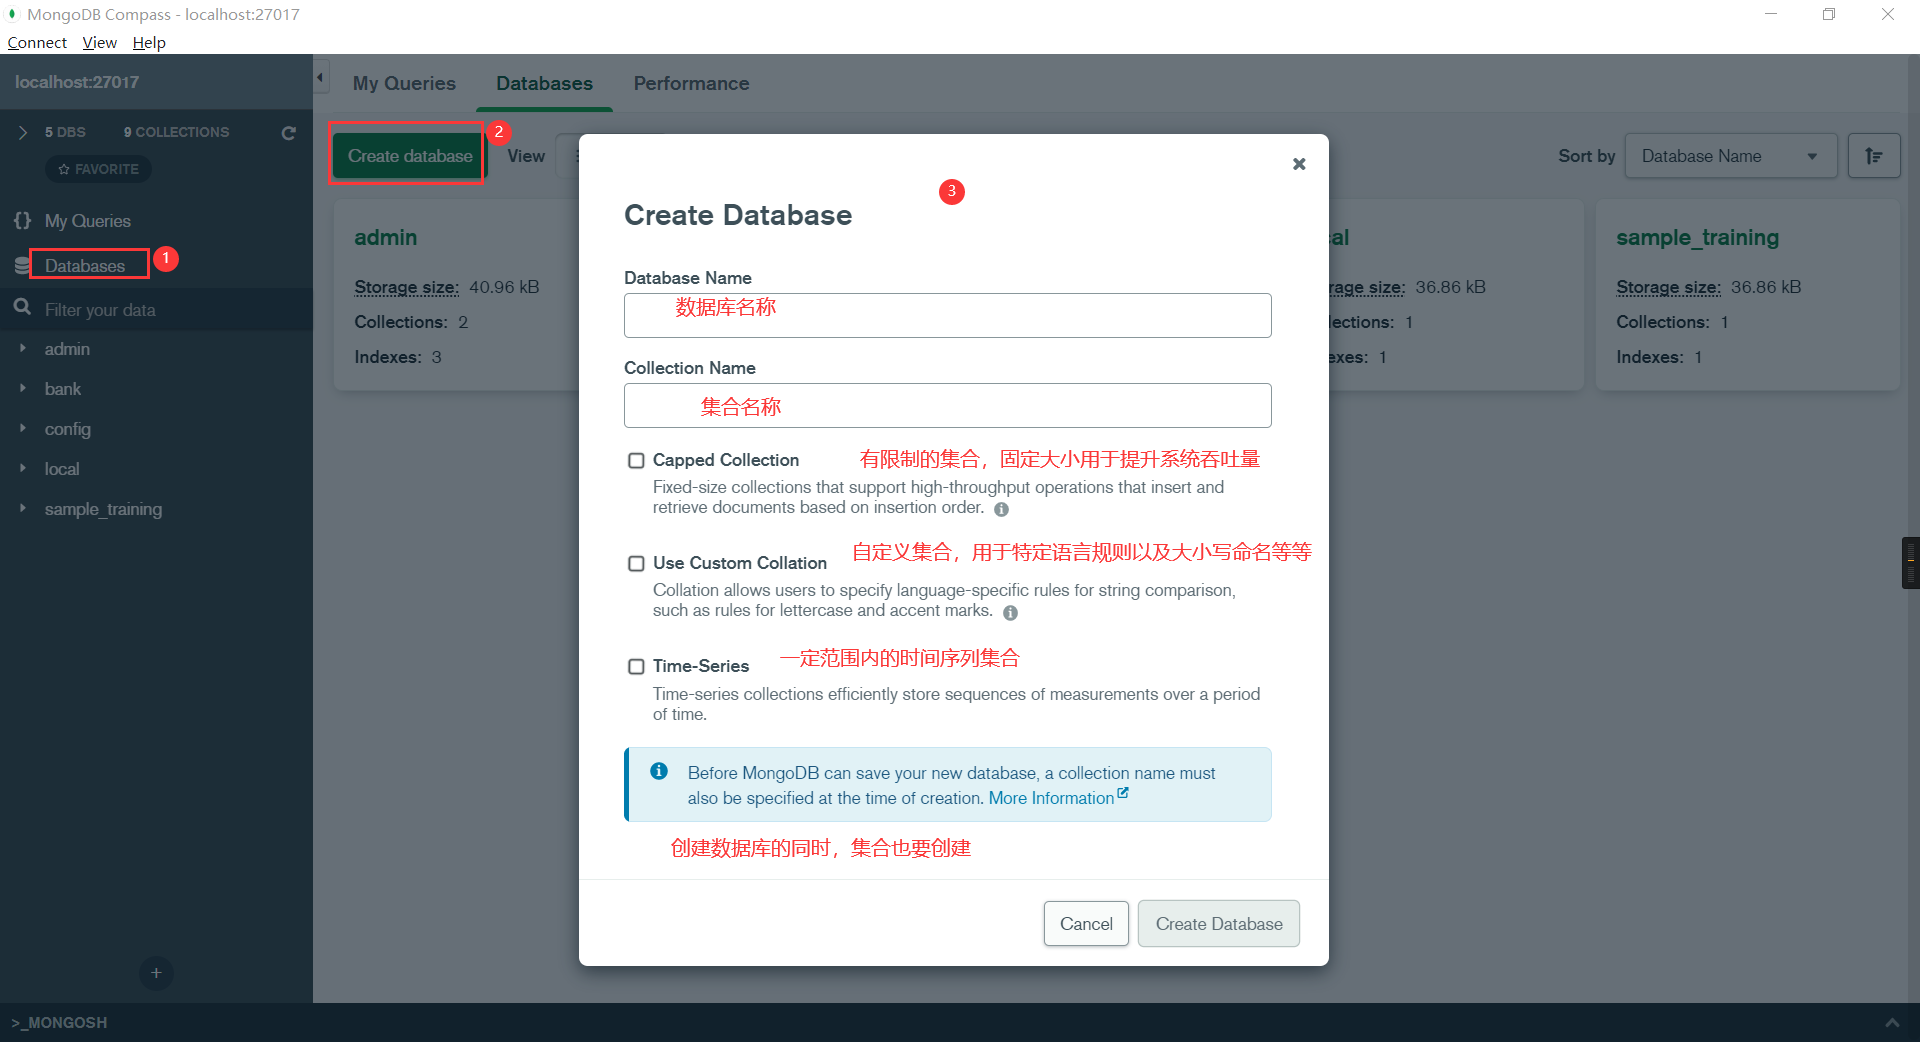 MongoDB Compass - localhost:27017
Connect View Help
localhost:27017
My Queries Databases Performance
5 DBS 9 COLLECTIONS
FAVORITE
{} My Queries
Databases 1
Filter your data
admin
bank
config
local
sample_training
+
Create database 2 View
Sort by Database Name
admin
Storage size: 40.96 kB
Collections: 2
Indexes: 3
cal
rage size: 36.86 kB
lections: 1
exes: 1
sample_training
Storage size: 36.86 kB
Collections: 1
Indexes: 1
3
Create Database
Database Name
数据库名称
Collection Name
集合名称
Capped Collection 有限制的集合，固定大小用于提升系统吞吐量
Fixed-size collections that support high-throughput operations that insert and
retrieve documents based on insertion order.
Use Custom Collation 自定义集合，用于特定语言规则以及大小写命名等等
Collation allows users to specify language-specific rules for string comparison,
such as rules for lettercase and accent marks.
Time-Series 一定范围内的时间序列集合
Time-series collections efficiently store sequences of measurements over a period
of time.
Before MongoDB can save your new database, a collection name must
also be specified at the time of creation. More Information
创建数据库的同时，集合也要创建
Cancel Create Database
>_MONGOSH